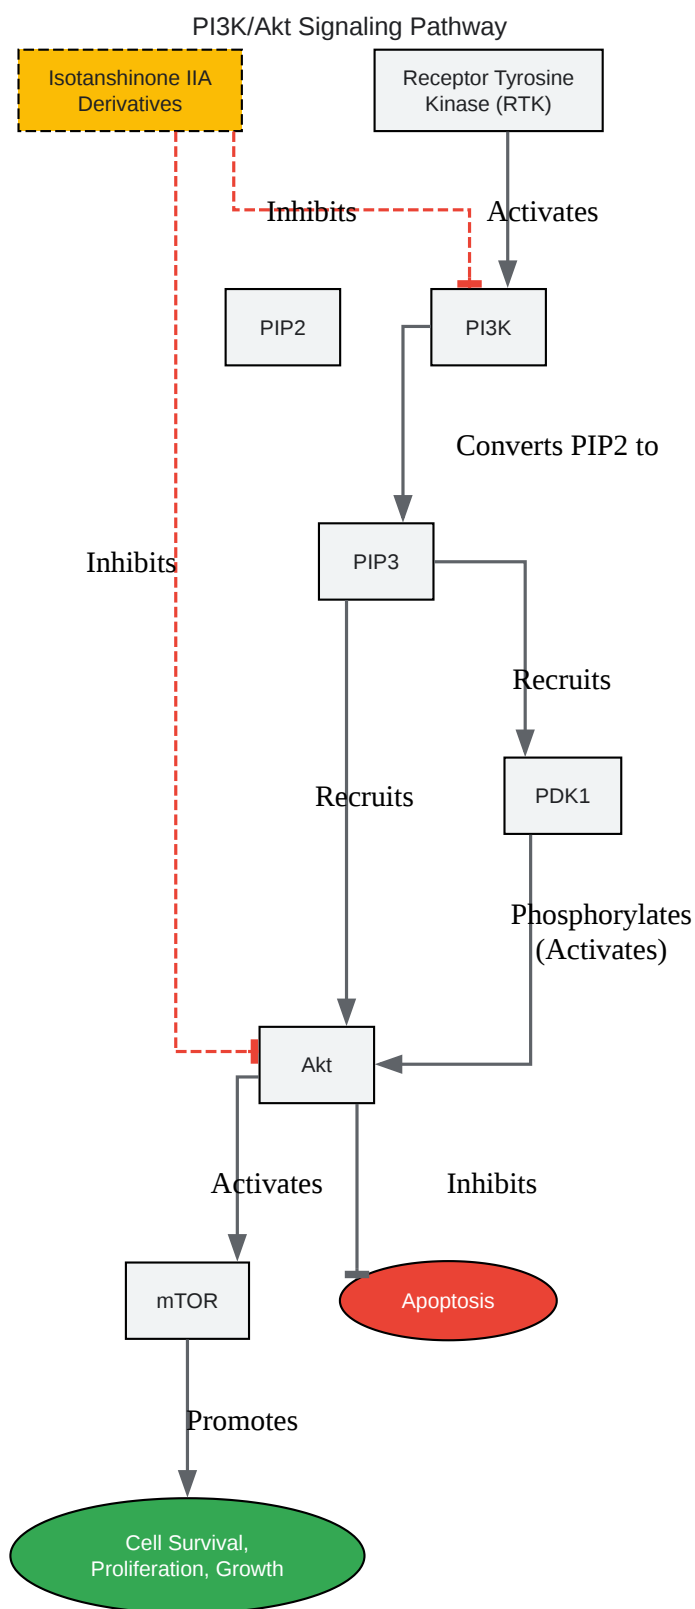 PI3K/Akt Signaling Pathway
Isotanshinone IIA
Derivatives
Receptor Tyrosine
Kinase (RTK)
Inhibits
Activates
PIP2
PI3K
Converts PIP2 to
PIP3
Inhibits
Recruits
Recruits
PDK1
Phosphorylates
(Activates)
Akt
Activates
Inhibits
mTOR
Apoptosis
Promotes
Cell Survival,
Proliferation, Growth